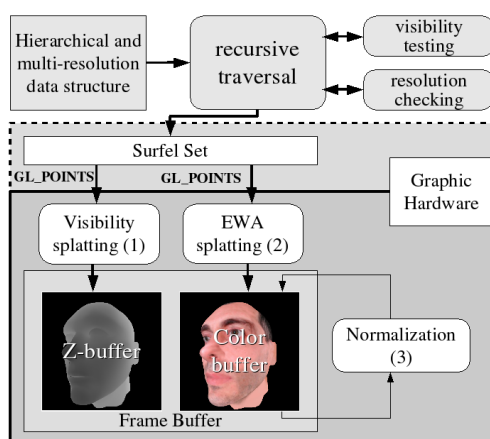 Hierarchical and
multi-resolution
data structure
recursive
traversal
visibility
testing
resolution
checking
Surfel Set
GL_POINTS
GL_POINTS
Graphic
Hardware
Visibility
splatting (1)
EWA
splatting (2)
Z-buffer
Color
buffer
Normalization
(3)
Frame Buffer